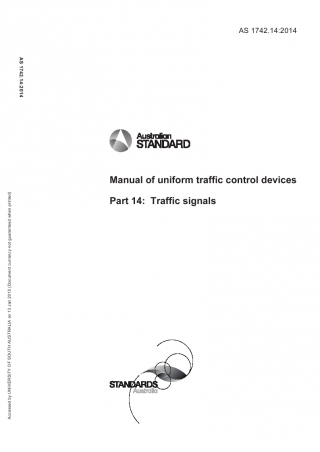 AS 1742.14:2014
AS 1742.14:2014
Australian
STANDARD
Manual of uniform traffic control devices
Part 14: Traffic signals
Accessed by UNIVERSITY OF SOUTH AUSTRALIA on 13 Jan 2015 (Document currency not guaranteed when printed)
STANDARDS
Australia